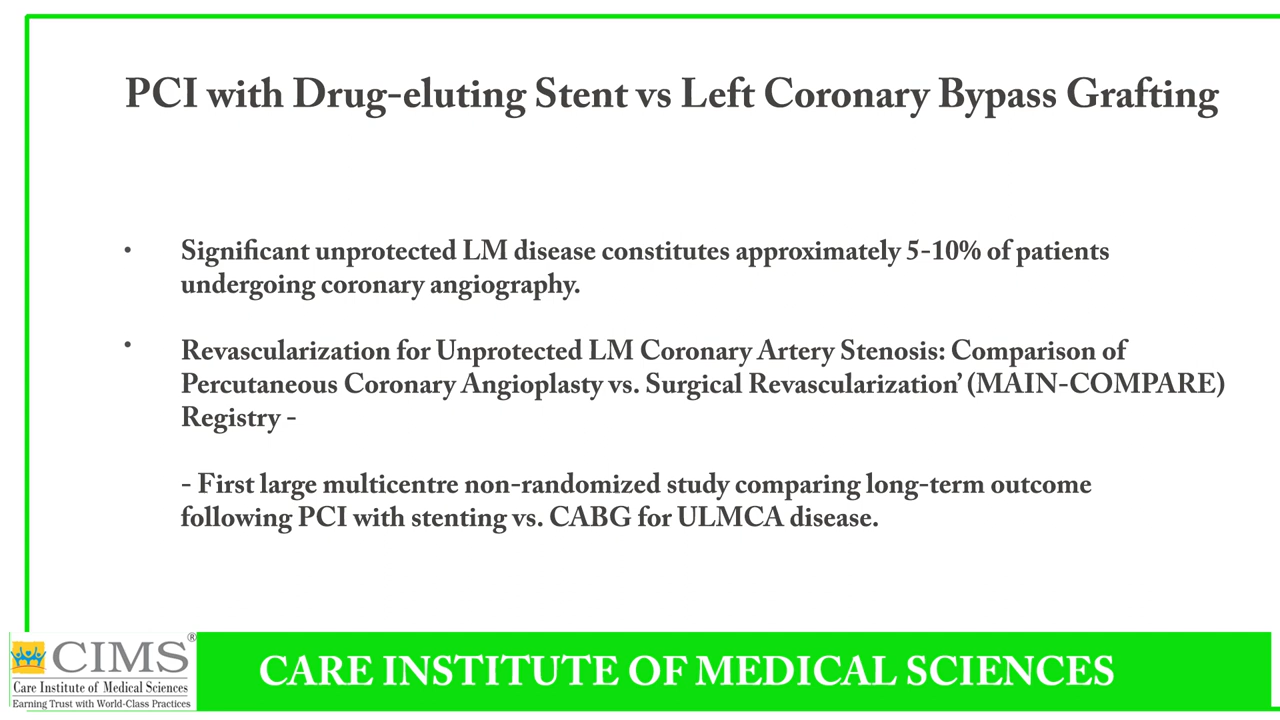 PCI with Drug-eluting Stent vs Left Coronary Bypass Grafting
• Significant unprotected LM disease constitutes approximately 5-10% of patients
undergoing coronary angiography.
• Revascularization for Unprotected LM Coronary Artery Stenosis: Comparison of
Percutaneous Coronary Angioplasty vs. Surgical Revascularization’ (MAIN-COMPARE)
Registry -
- First large multicentre non-randomized study comparing long-term outcome
following PCI with stenting vs. CABG for ULMCA disease.
CIMS®
Care Institute of Medical Sciences
Earning Trust with World-Class Practices
CARE INSTITUTE OF MEDICAL SCIENCES